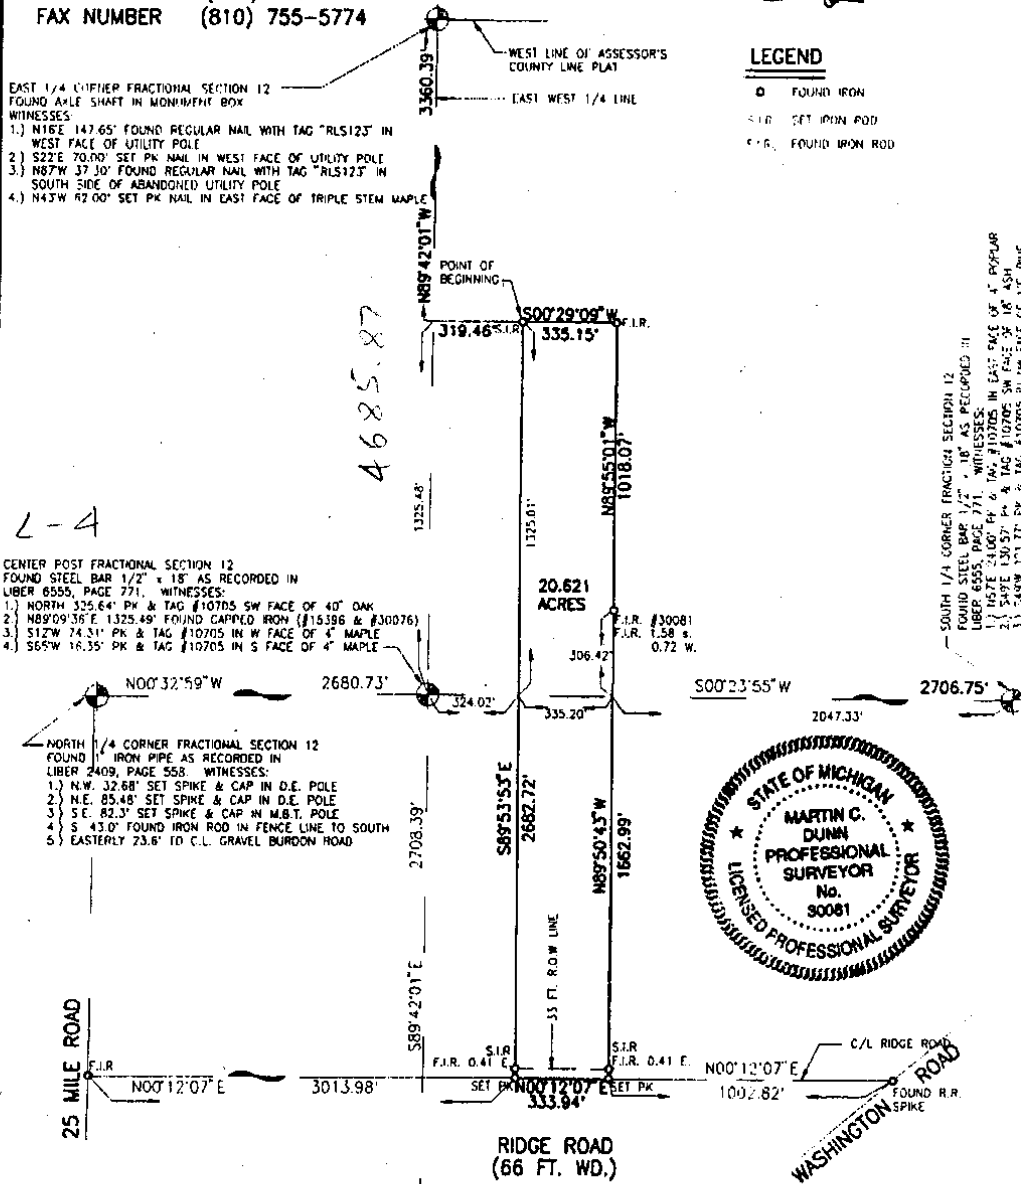 FAX NUMBER (810) 755-5774
WEST LINE OF ASSESSOR'S
COUNTY LINE PLAT
EAST WEST 1/4 LINE
3360.39'
N89°42'01"W
LEGEND
FOUND IRON
S.I.R. SET IRON ROD
F.I.R. FOUND IRON ROD
EAST 1/4 CORNER FRACTIONAL SECTION 12
FOUND AXLE SHAFT IN MONUMENT BOX
WITNESSES:
1.) N16'E 147.65' FOUND REGULAR NAIL WITH TAG "RLS123" IN
WEST FACE OF UTILITY POLE
2.) S22'E 70.00' SET PK NAIL IN WEST FACE OF UTILITY POLE
3.) N87'W 37.30' FOUND REGULAR NAIL WITH TAG "RLS123" IN
SOUTH SIDE OF ABANDONED UTILITY POLE
4.) N43'W 62.00' SET PK NAIL IN EAST FACE OF TRIPLE STEM MAPLE
POINT OF
BEGINNING
S00°29'09"W
319.46' S.I.R.
335.15'
F.I.R.
4685.87
1325.48'
1325.01'
N89°55'01"W
1018.07'
L-4
20.621
ACRES
CENTER POST FRACTIONAL SECTION 12
FOUND STEEL BAR 1/2" x 18" AS RECORDED IN
LIBER 6555, PAGE 771. WITNESSES:
1.) NORTH 325.64' PK & TAG #10705 SW FACE OF 40" OAK
2.) N89°09'36"E 1325.49' FOUND CAPPED IRON (#15396 & #30076)
3.) S12'W 74.31' PK & TAG #10705 IN W FACE OF 4" MAPLE
4.) S65'W 16.35' PK & TAG #10705 IN S FACE OF 4" MAPLE
F.I.R. #30081
F.I.R. 1.58 s.
0.72 w.
306.42'
SOUTH 1/4 CORNER FRACTION SECTION 12
FOUND STEEL BAR 1/2" x 18" AS RECORDED IN
LIBER 6555, PAGE 771. WITNESSES:
N00°32'59"W
2680.73'
324.02'
335.20'
S00°23'55"W
2706.75'
2047.33'
NORTH 1/4 CORNER FRACTIONAL SECTION 12
FOUND 1" IRON PIPE AS RECORDED IN
LIBER 2409, PAGE 558. WITNESSES:
1.) N.W. 32.68' SET SPIKE & CAP IN D.E. POLE
2.) N.E. 85.48' SET SPIKE & CAP IN D.E. POLE
3.) S.E. 82.3' SET SPIKE & CAP IN M.B.T. POLE
4.) S. 43.0' FOUND IRON ROD IN FENCE LINE TO SOUTH
5.) EASTERLY 23.6' TO C.L. GRAVEL BURDON ROAD
2708.39'
S89°42'01"E
S89°53'53"E
2682.72'
N89°50'43"W
1662.99'
33 FT. R.O.W LINE
STATE OF MICHIGAN
MARTIN C.
DUNN
PROFESSIONAL
SURVEYOR
No.
30081
LICENSED PROFESSIONAL SURVEYOR
25 MILE ROAD
F.I.R
N00°12'07"E
3013.98'
S.I.R
F.I.R. 0.41 E.
SET PK
N00°12'07"E
333.94'
S.I.R
F.I.R. 0.41 E.
SET PK
N00°12'07"E
1002.82'
C/L RIDGE ROAD
FOUND R.R.
SPIKE
WASHINGTON ROAD
RIDGE ROAD
(66 FT. WD.)